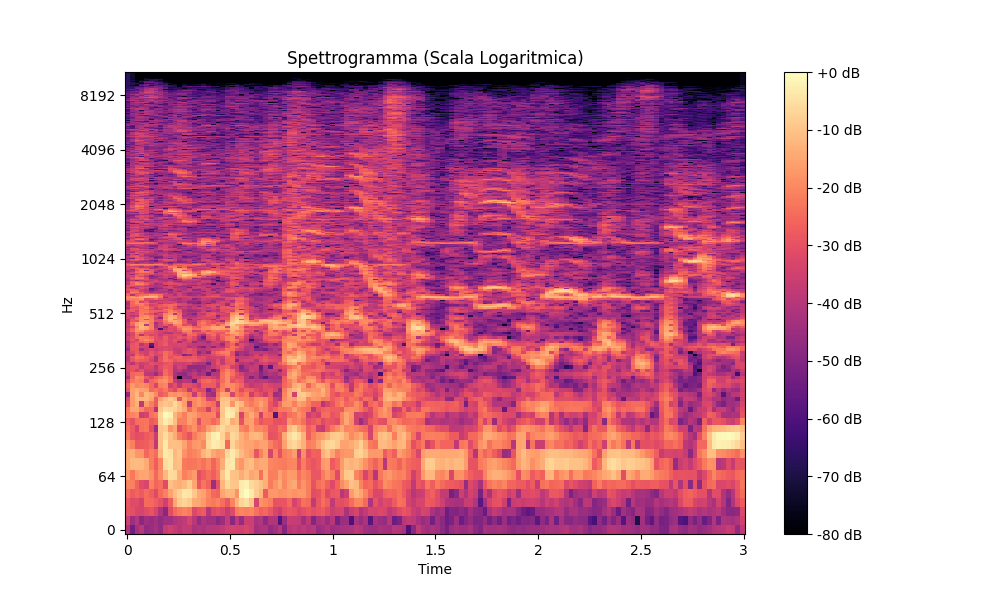 Spettrogramma (Scala Logaritmica)
Hz
8192
4096
2048
1024
512
256
128
64
0
0
0.5
1
1.5
2
2.5
3
Time
+0 dB
-10 dB
-20 dB
-30 dB
-40 dB
-50 dB
-60 dB
-70 dB
-80 dB